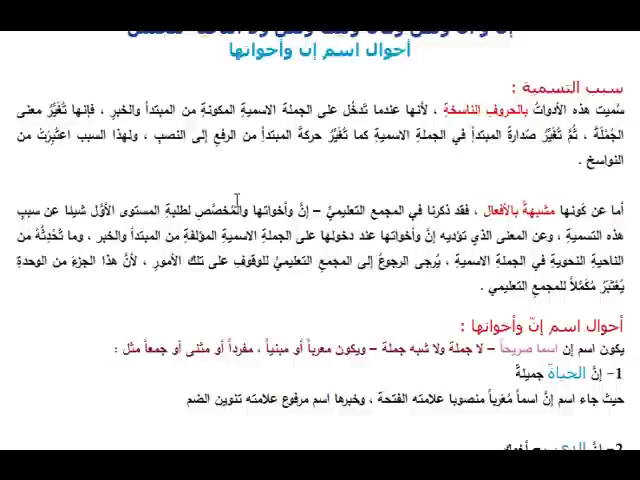 أحوال اسم إن وأخواتها
سبب التسمية :
سُميت هذه الأدواتُ بالحروفِ الناسخةِ ، لأنها عندما تَدخُل على الجملة الاسميةِ المكونةِ من المبتدأ والخبرِ ، فإنها تُغَيَّرُ معنى
الجُمْلَةَ ، ثُمَّ تُغَيَّرُ صَدارةُ المبتدأِ في الجملةِ الاسميةِ كما تُغَيَّرُ حركةُ المبتدأِ من الرفعِ إلى النصبِ ، ولهذا السبب اعتُبِرَتْ من
النواسخ .
أما عن كَونها مشبهةً بالأفعال ، فقد ذكرنا في المجمع التعليميَّ – إنَّ وأخواتها والمُخصَّصِ لطلبةِ المستوى الأوَّلِ شيئا عن سببِ
هذه التسميةِ ، وعن المعنى الذي تؤديه إنَّ وأخواتها عند دخولها على الجملةِ الاسميةِ المؤلفةِ من المبتدأ والخبر ، وما تُحْدِثُهُ من
الناحيةِ النحويةِ في الجملةِ الاسميةِ ، يُرجى الرجوعُ إلى المجمع التعليميَّ للوقوفِ على تلك الأمورِ ، لأنَّ هذا الجزءَ من الوحدةِ
يُعْتَبَرُ مُكمّلاً للمجمعِ التعليمي .
أحوال اسم إنّ وأخواتها :
يكون اسم إن اسما صريحاً – لا جملة ولا شبه جملة – ويكون معرباً أو مبنياً ، مفرداً أو مثنى أو جمعاً مثل :
1- إنَّ الحياةَ جميلةٌ
حيثُ جاء اسم إنَّ اسماً مُعَرباً منصوبا علامته الفتحة ، وخبرها اسم مرفوع علامته تنوين الضم